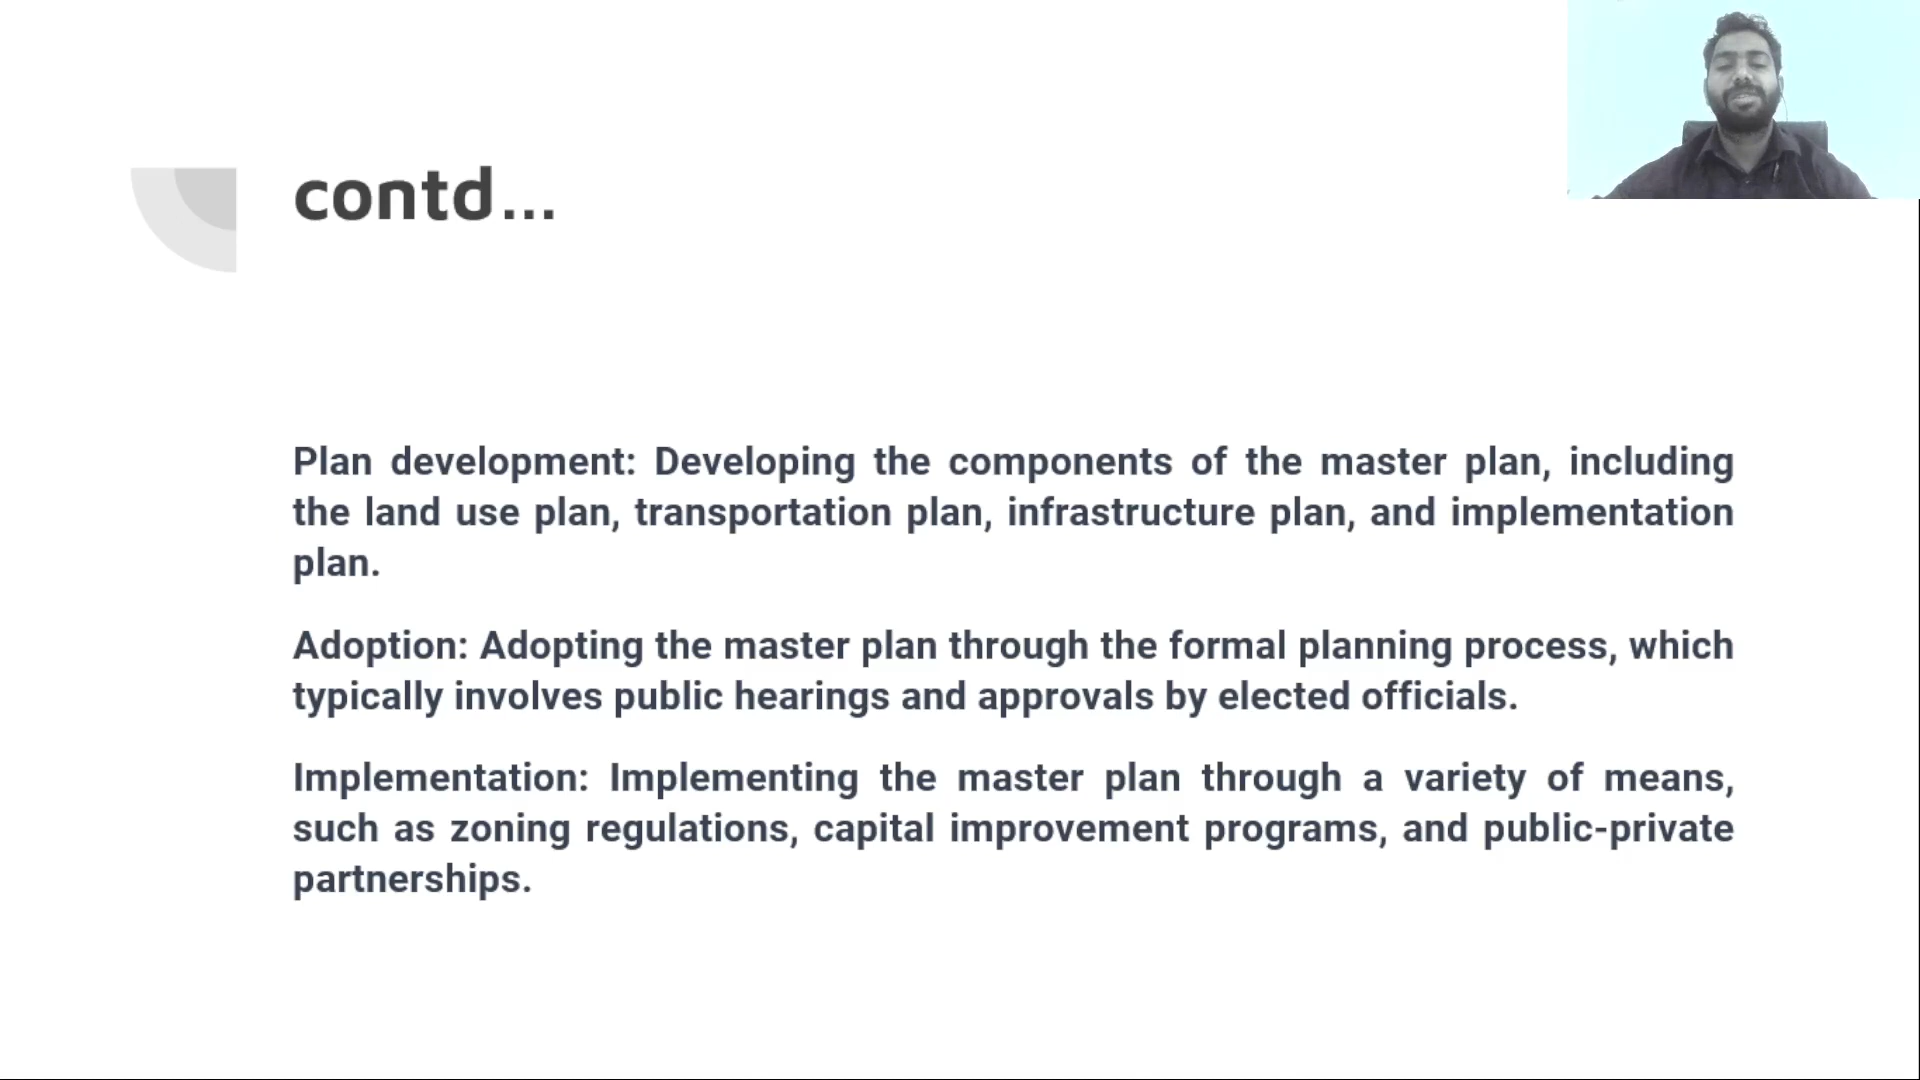 contd...
Plan development: Developing the components of the master plan, including
the land use plan, transportation plan, infrastructure plan, and implementation
plan.
Adoption: Adopting the master plan through the formal planning process, which
typically involves public hearings and approvals by elected officials.
Implementation: Implementing the master plan through a variety of means,
such as zoning regulations, capital improvement programs, and public-private
partnerships.